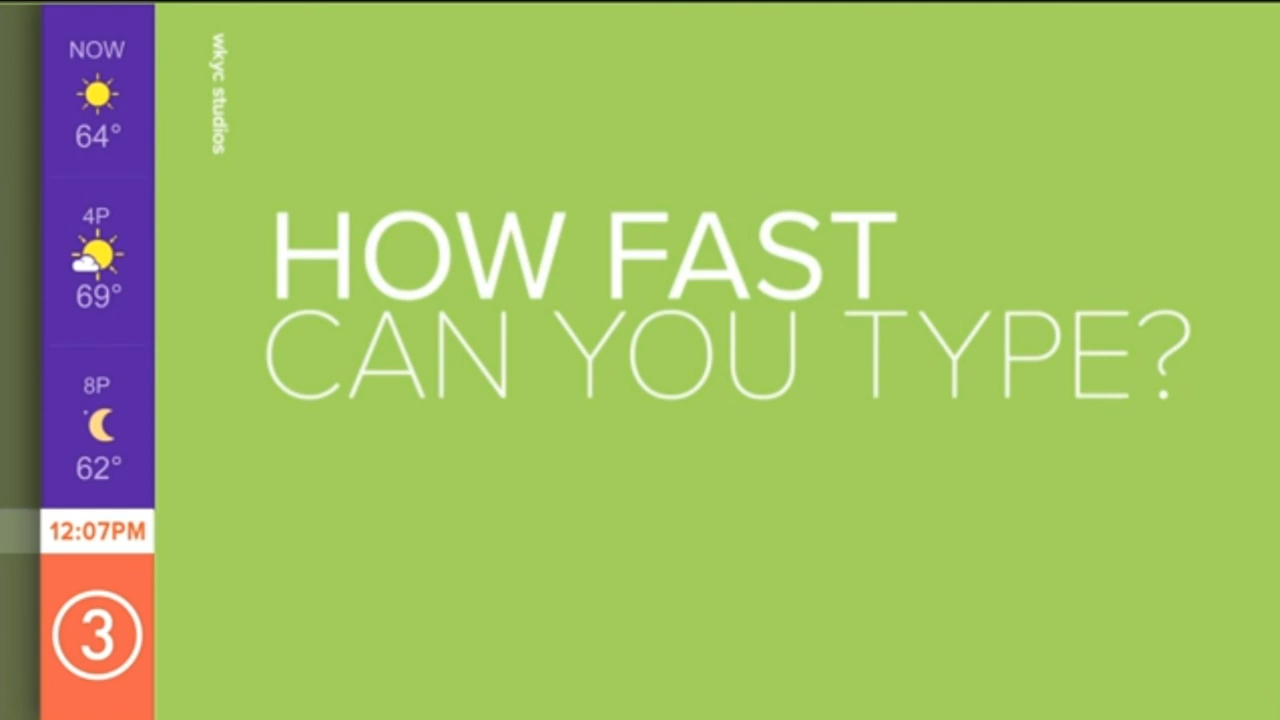 NOW
64°
4P
69°
8P
62°
12:07PM
3
wkyc studios
HOW FAST
CAN YOU TYPE?